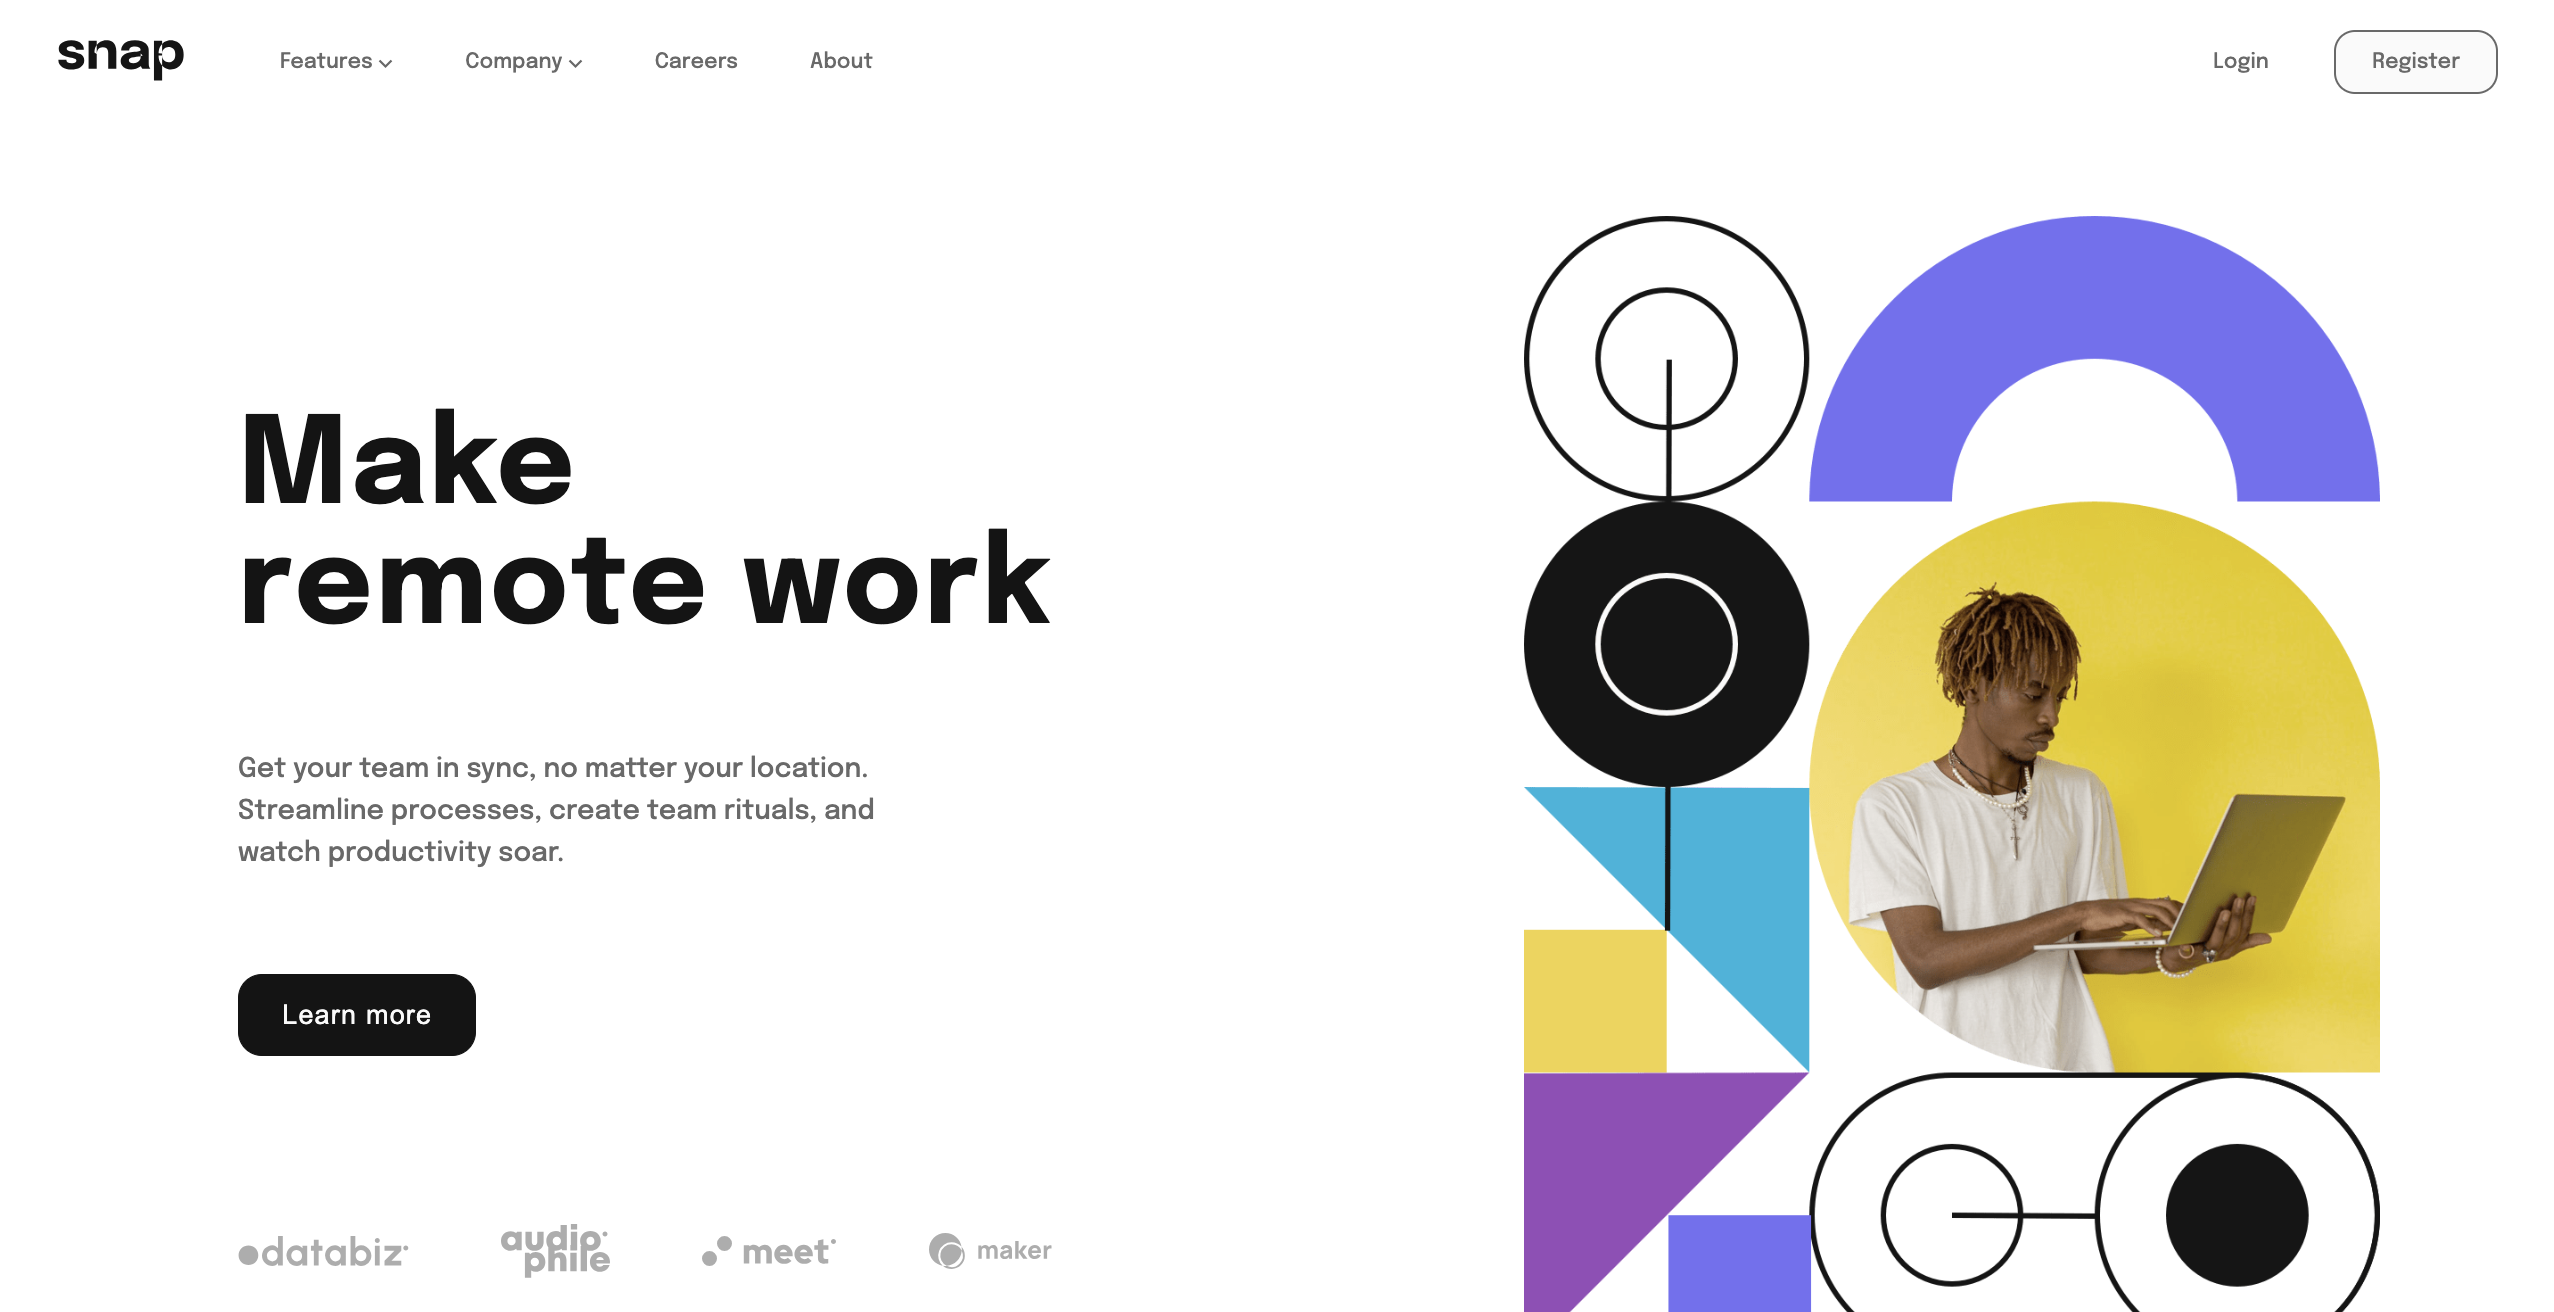 snap
Features
Company
Careers
About
Login
Register
Make
remote work
Get your team in sync, no matter your location.
Streamline processes, create team rituals, and
watch productivity soar.
Learn more
databiz
audio
phile
meet
maker